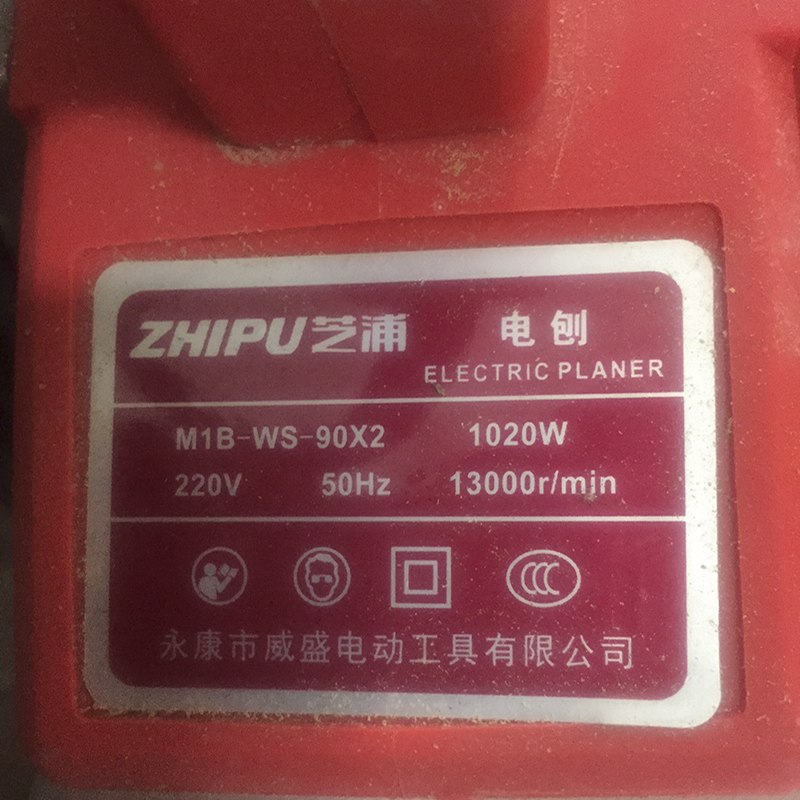 ZHIPU芝浦 电刨
ELECTRIC PLANER
M1B-WS-90X2 1020W
220V 50Hz 13000r/min
CCC
永康市威盛电动工具有限公司